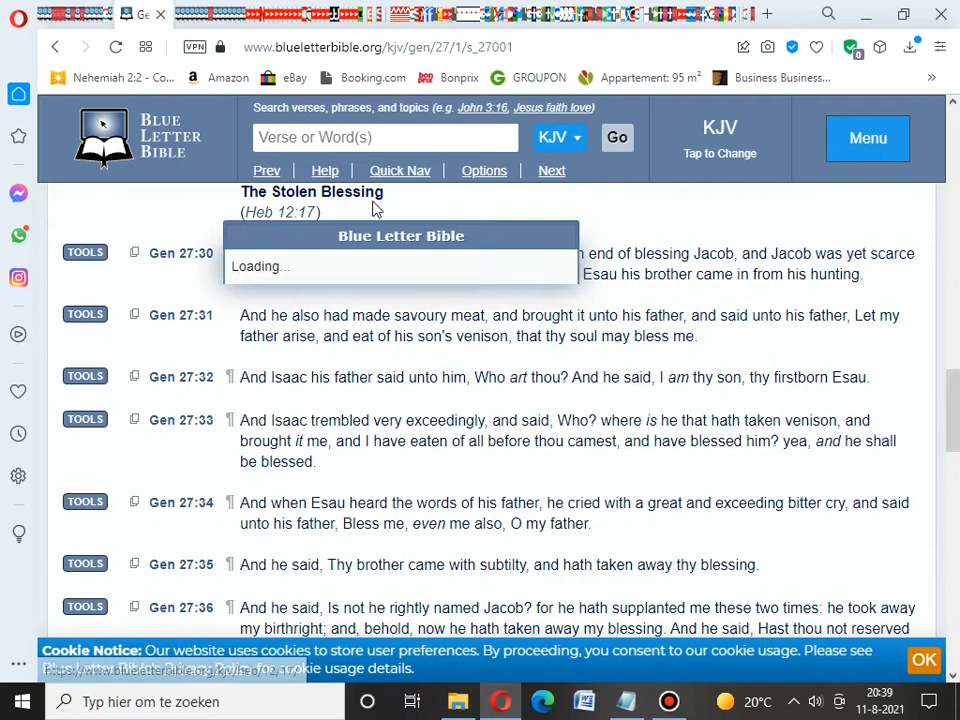 Ge
VPN
www.blueletterbible.org/kjv/gen/27/1/s_27001
0
Nehemiah 2:2 - Co...
Amazon
eBay
Booking.com
bon
prix
Bonprix
GROUPON
Appartement: 95 m²
Business Business...
»
BLUE
LETTER
BIBLE
Search verses, phrases, and topics (e.g. John 3:16, Jesus faith love)
Verse or Word(s)
KJV
Go
Prev | Help | Quick Nav | Options | Next
KJV
Tap to Change
Menu
The Stolen Blessing
(Heb 12:17)
Blue Letter Bible
Loading...
TOOLS Gen 27:30 end of blessing Jacob, and Jacob was yet scarce
Esau his brother came in from his hunting.
TOOLS Gen 27:31 And he also had made savoury meat, and brought it unto his father, and said unto his father, Let my
father arise, and eat of his son's venison, that thy soul may bless me.
TOOLS Gen 27:32 ¶ And Isaac his father said unto him, Who art thou? And he said, I am thy son, thy firstborn Esau.
TOOLS Gen 27:33 ¶ And Isaac trembled very exceedingly, and said, Who? where is he that hath taken venison, and
brought it me, and I have eaten of all before thou camest, and have blessed him? yea, and he shall
be blessed.
TOOLS Gen 27:34 ¶ And when Esau heard the words of his father, he cried with a great and exceeding bitter cry, and said
unto his father, Bless me, even me also, O my father.
TOOLS Gen 27:35 ¶ And he said, Thy brother came with subtilty, and hath taken away thy blessing.
TOOLS Gen 27:36 ¶ And he said, Is not he rightly named Jacob? for he hath supplanted me these two times: he took away
my birthright; and, behold, now he hath taken away my blessing. And he said, Hast thou not reserved
Cookie Notice: Our website uses cookies to store user preferences. By proceeding, you consent to our cookie usage. Please see
Blue Letter Bible's Privacy Policy for cookie usage details.
OK
Typ hier om te zoeken
20°C
20:39
11-8-2021